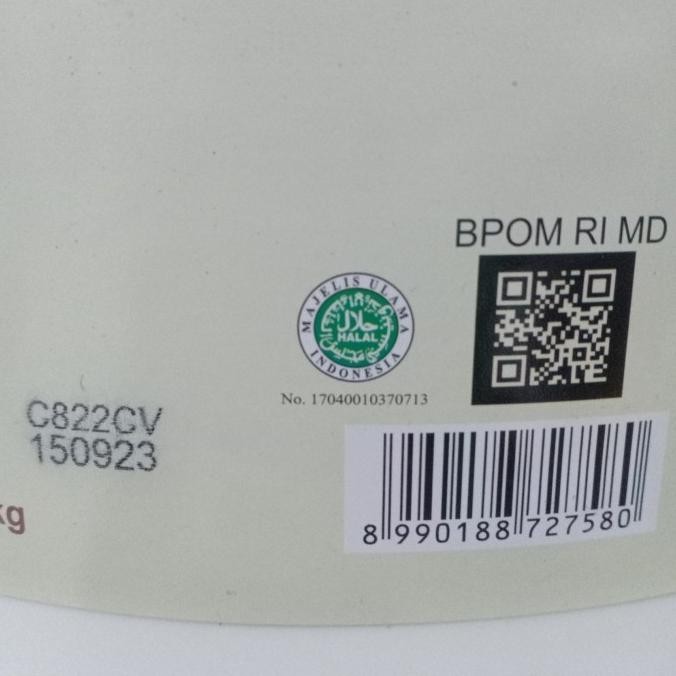 BPOM RI MD
MAJELIS ULAMA
حلال
HALAL
INDONESIA
No. 17040010370713
C822CV
150923
kg
8 990188 727580